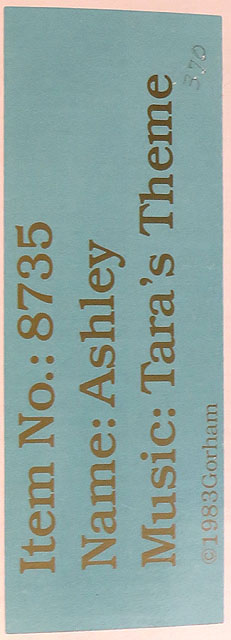 Item No.: 8735
Name: Ashley
Music: Tara's Theme
©1983Gorham
370